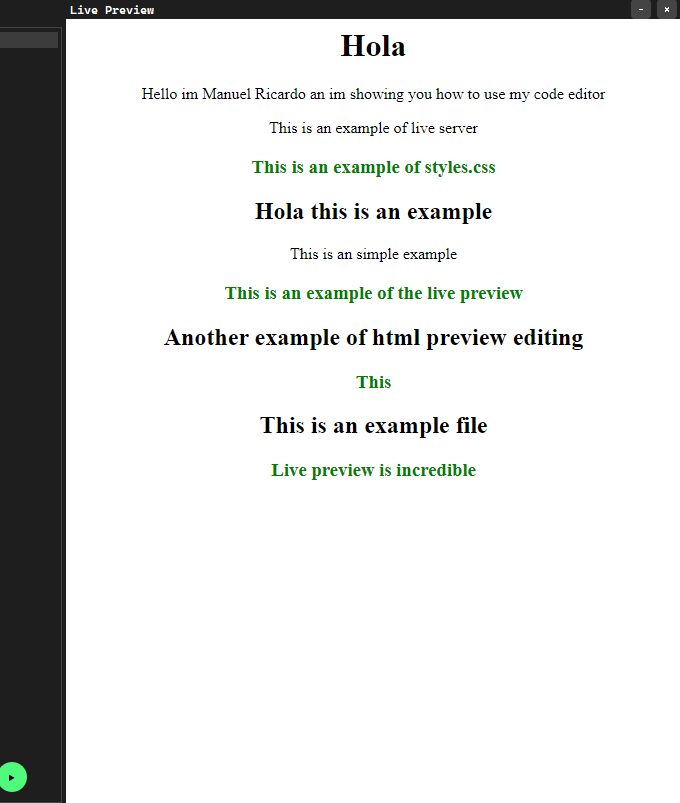 Live Preview
Hola
Hello im Manuel Ricardo an im showing you how to use my code editor
This is an example of live server
This is an example of styles.css
Hola this is an example
This is an simple example
This is an example of the live preview
Another example of html preview editing
This
This is an example file
Live preview is incredible